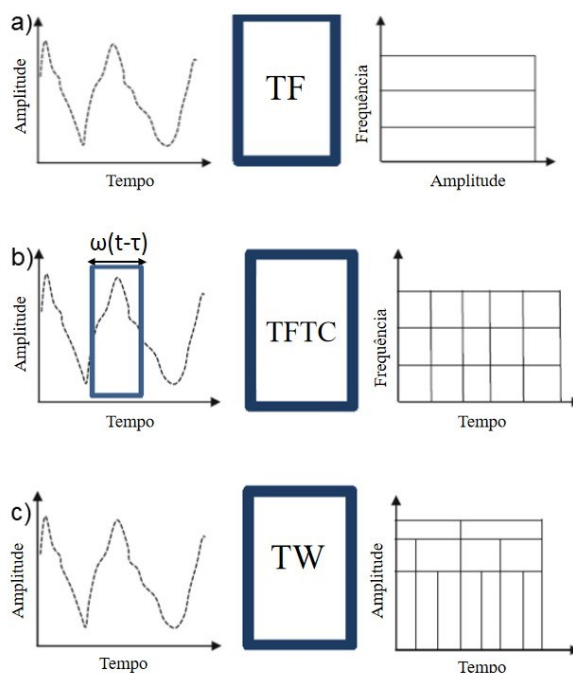 a)
Amplitude
Tempo
TF
Frequência
Amplitude
b)
ω(t-τ)
Amplitude
Tempo
TFTC
Frequência
Tempo
c)
Amplitude
Tempo
TW
Amplitude
Tempo